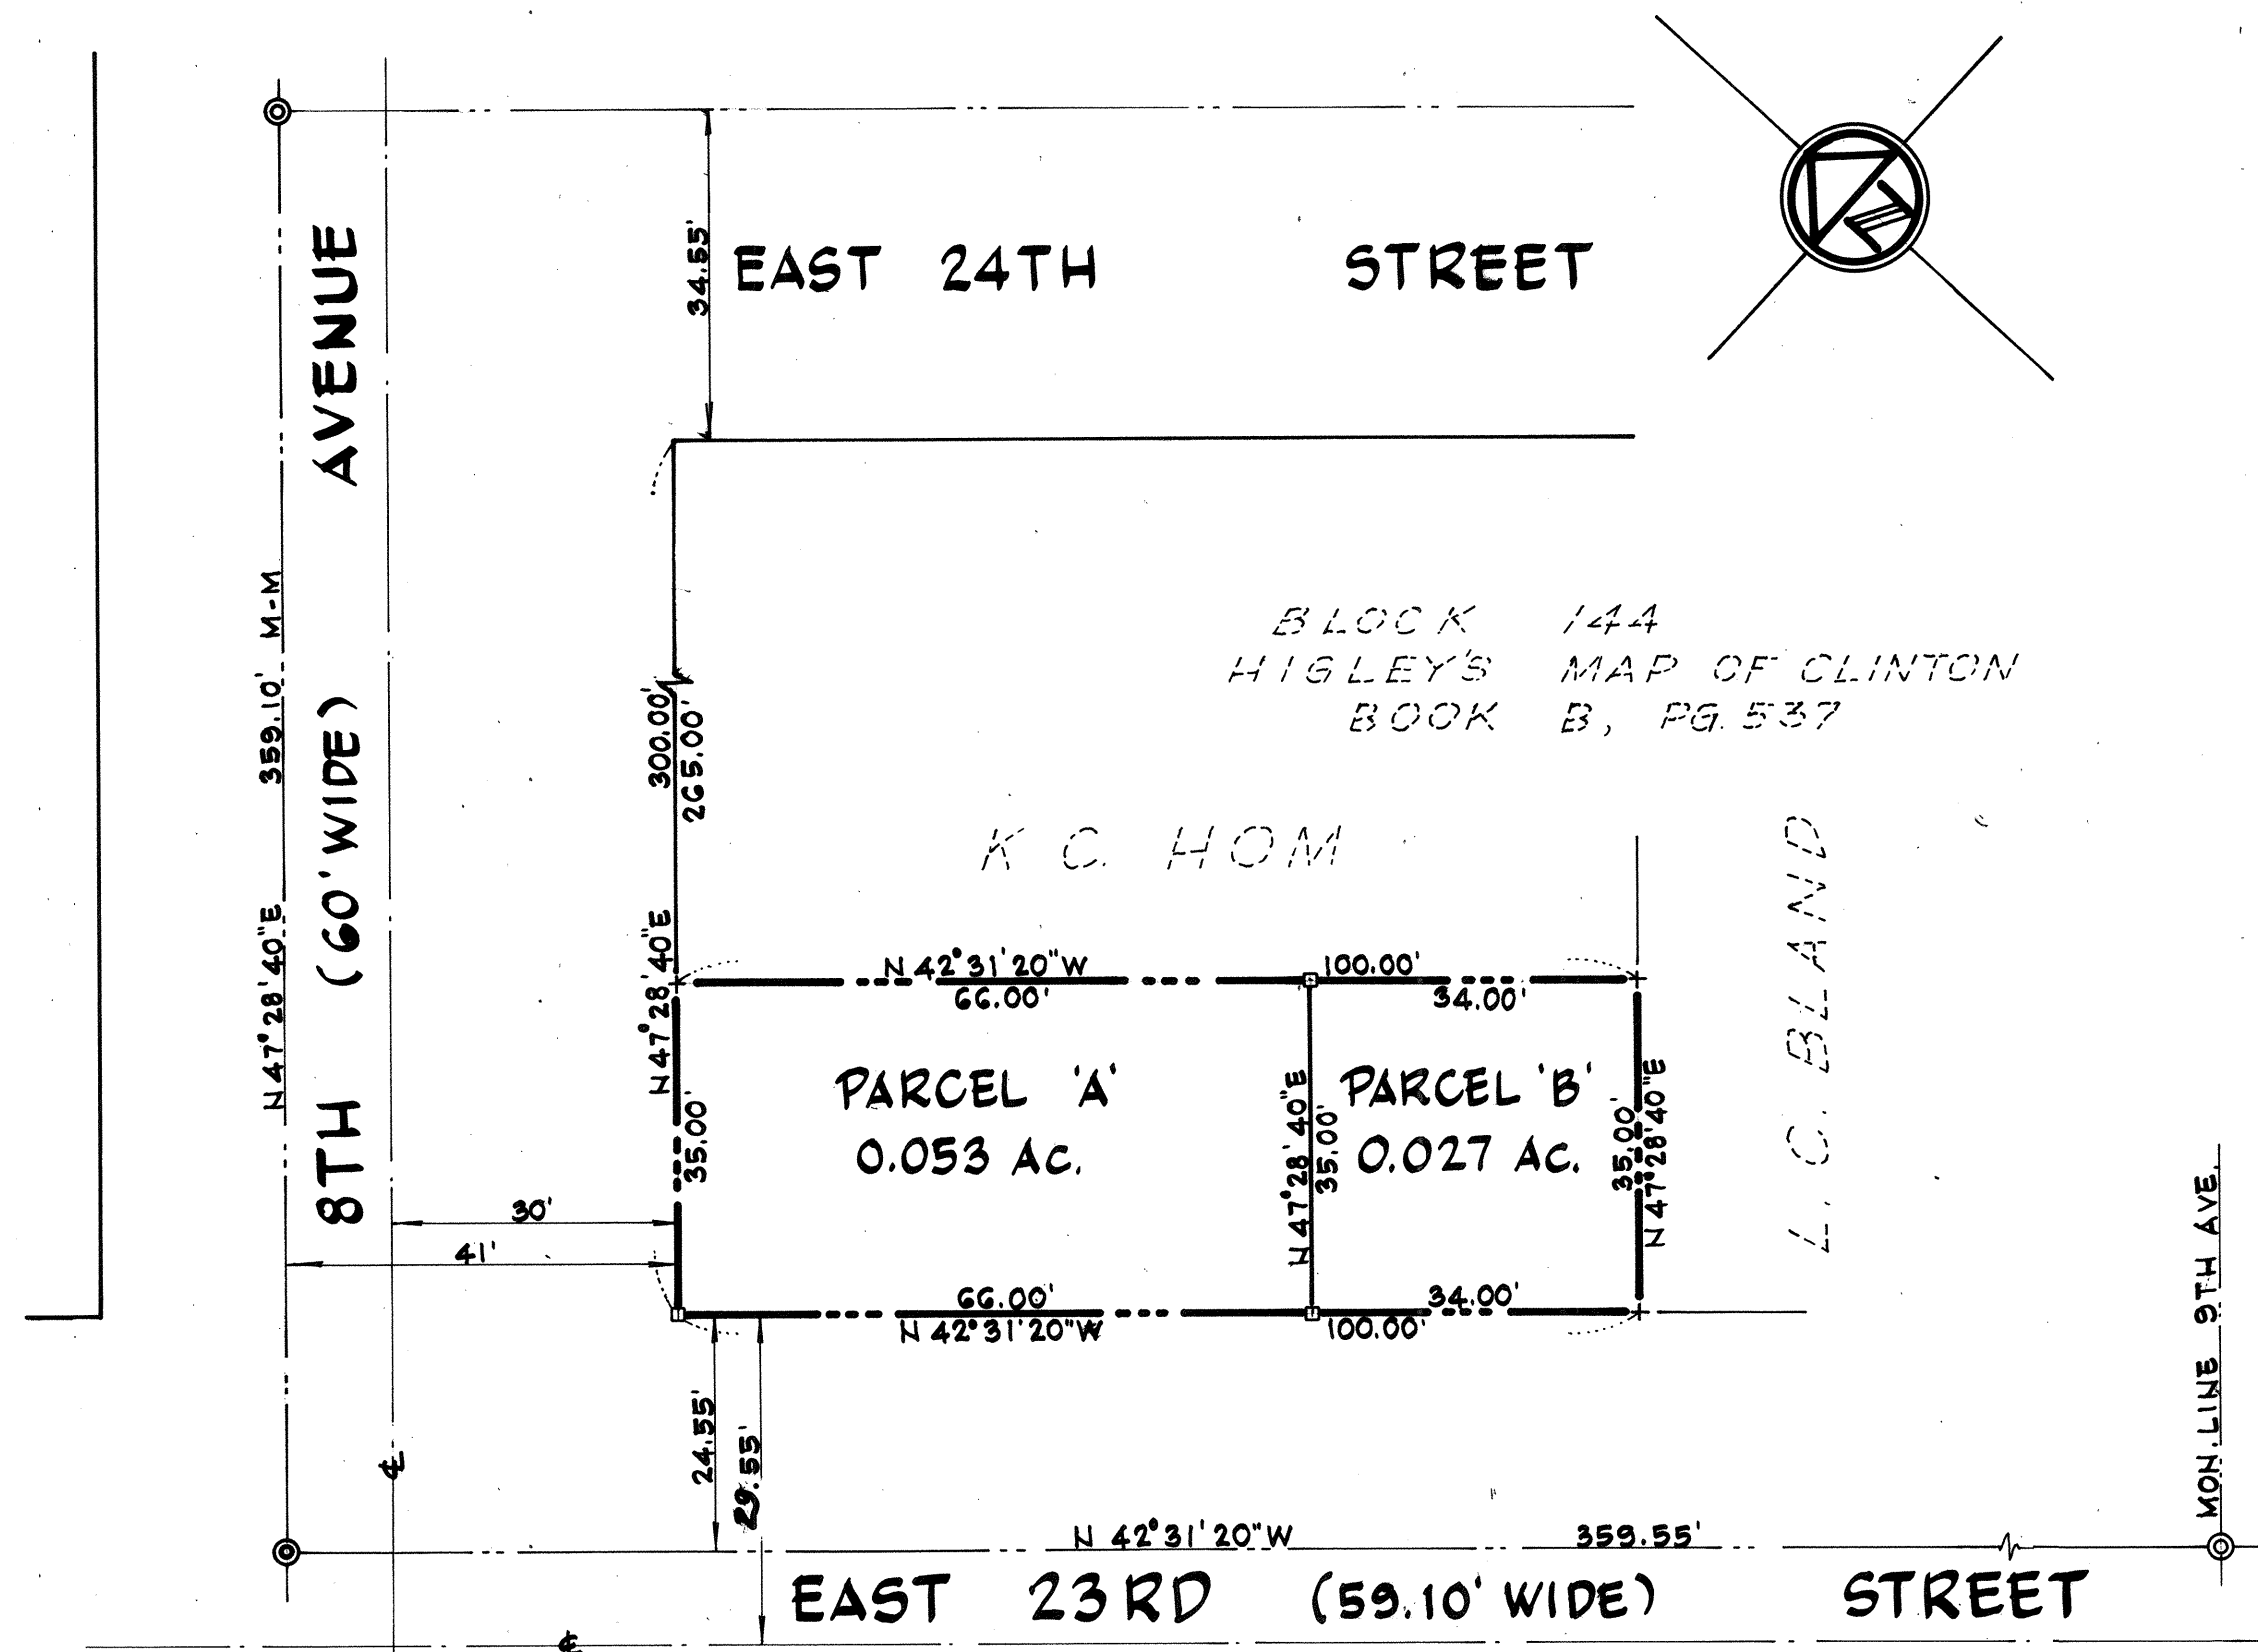 EAST 24TH STREET
34.55'
8TH (60' WIDE) AVENUE
N 47° 28' 40" E 359.10' M-M
BLOCK 144
HIGLEY'S MAP OF CLINTON
BOOK B, PG. 537
300.00'
265.00'
K C. HOM
L. C. BLAND
N 47° 28' 40" E
N 42° 31' 20" W 100.00'
66.00' 34.00'
PARCEL 'A'
0.053 AC.
35.00'
N 47° 28' 40" E
35.00'
PARCEL 'B'
0.027 AC.
35.00'
N 47° 28' 40" E
30'
41'
66.00' 34.00'
N 42° 31' 20" W 100.00'
24.55'
29.55'
MON. LINE 9TH AVE.
N 42° 31' 20" W 359.55'
EAST 23RD (59.10' WIDE) STREET
℄
℄